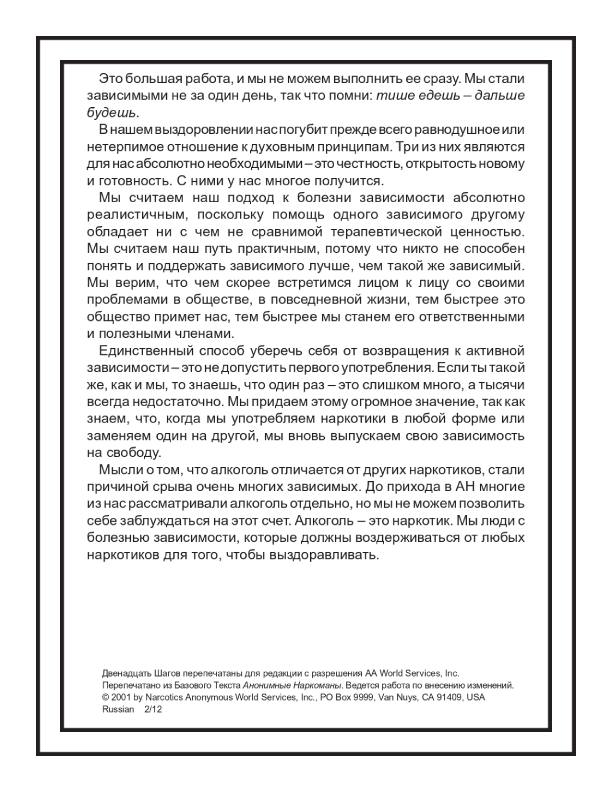 Это большая работа, и мы не можем выполнить ее сразу. Мы стали
зависимыми не за один день, так что помни: тише едешь – дальше
будешь.
В нашем выздоровлении нас погубит прежде всего равнодушное или
нетерпимое отношение к духовным принципам. Три из них являются
для нас абсолютно необходимыми – это честность, открытость новому
и готовность. С ними у нас многое получится.
Мы считаем наш подход к болезни зависимости абсолютно
реалистичным, поскольку помощь одного зависимого другому
обладает ни с чем не сравнимой терапевтической ценностью.
Мы считаем наш путь практичным, потому что никто не способен
понять и поддержать зависимого лучше, чем такой же зависимый.
Мы верим, что чем скорее встретимся лицом к лицу со своими
проблемами в обществе, в повседневной жизни, тем быстрее это
общество примет нас, тем быстрее мы станем его ответственными
и полезными членами.
Единственный способ уберечь себя от возвращения к активной
зависимости – это не допустить первого употребления. Если ты такой
же, как и мы, то знаешь, что один раз – это слишком много, а тысячи
всегда недостаточно. Мы придаем этому огромное значение, так как
знаем, что, когда мы употребляем наркотики в любой форме или
заменяем один на другой, мы вновь выпускаем свою зависимость
на свободу.
Мысли о том, что алкоголь отличается от других наркотиков, стали
причиной срыва очень многих зависимых. До прихода в АН многие
из нас рассматривали алкоголь отдельно, но мы не можем позволить
себе заблуждаться на этот счет. Алкоголь – это наркотик. Мы люди с
болезнью зависимости, которые должны воздерживаться от любых
наркотиков для того, чтобы выздоравливать.
Двенадцать Шагов перепечатаны для редакции с разрешения AA World Services, Inc.
Перепечатано из Базового Текста Анонимные Наркоманы. Ведется работа по внесению изменений.
© 2001 by Narcotics Anonymous World Services, Inc., PO Box 9999, Van Nuys, CA 91409, USA
Russian 2/12